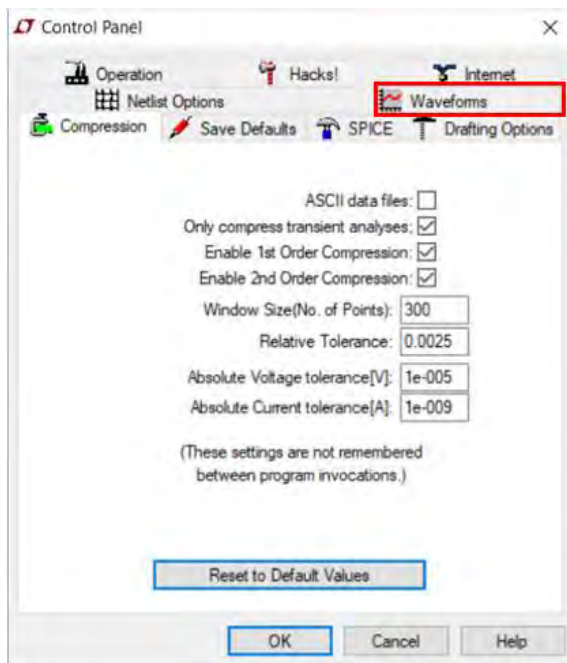 Control Panel
Operation Hacks! Internet
Netlist Options Waveforms
Compression Save Defaults SPICE Drafting Options
ASCII data files:
Only compress transient analyses:
Enable 1st Order Compression:
Enable 2nd Order Compression:
Window Size(No. of Points): 300
Relative Tolerance: 0.0025
Absolute Voltage tolerance[V]: 1e-005
Absolute Current tolerance[A]: 1e-009
(These settings are not remembered
between program invocations.)
Reset to Default Values
OK Cancel Help